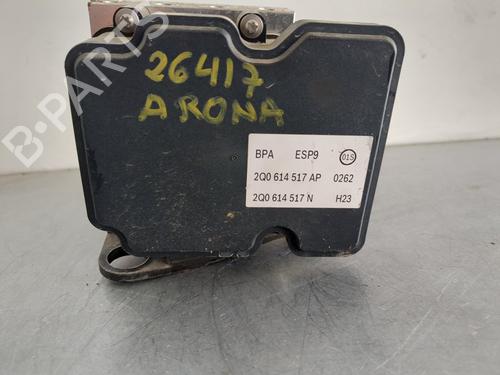 26417
ARONA
BPA ESP9 01S
2Q0 614 517 AP 0262
2Q0 614 517 N H23
B-PARTS